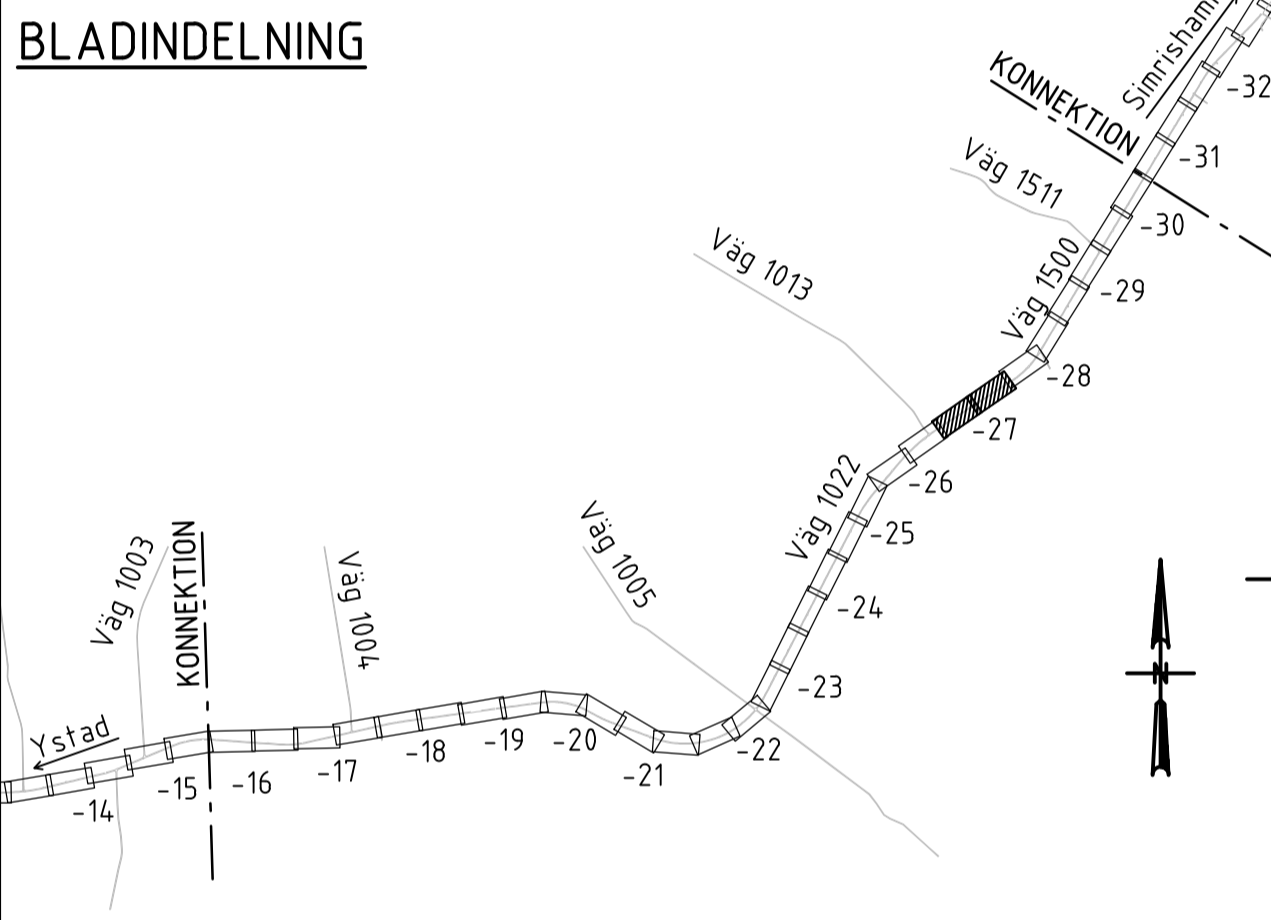 BLADINDELNING
Simrisham
-32
KONNEKTION
-31
Väg 1511
-30
Väg 1500
-29
Väg 1013
-28
-27
-26
Väg 1022
-25
Väg 1005
-24
-23
-22
KONNEKTION
Väg 1003
Väg 1004
Ystad
-14
-15
-16
-17
-18
-19
-20
-21
N